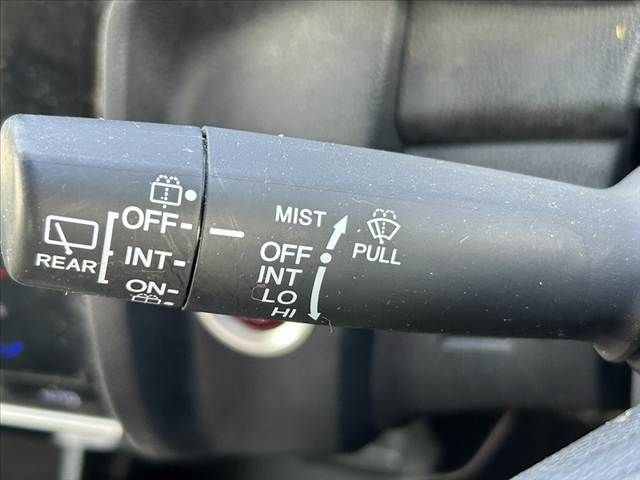 REAR
OFF
INT
ON
MIST
OFF
INT
LO
HI
PULL